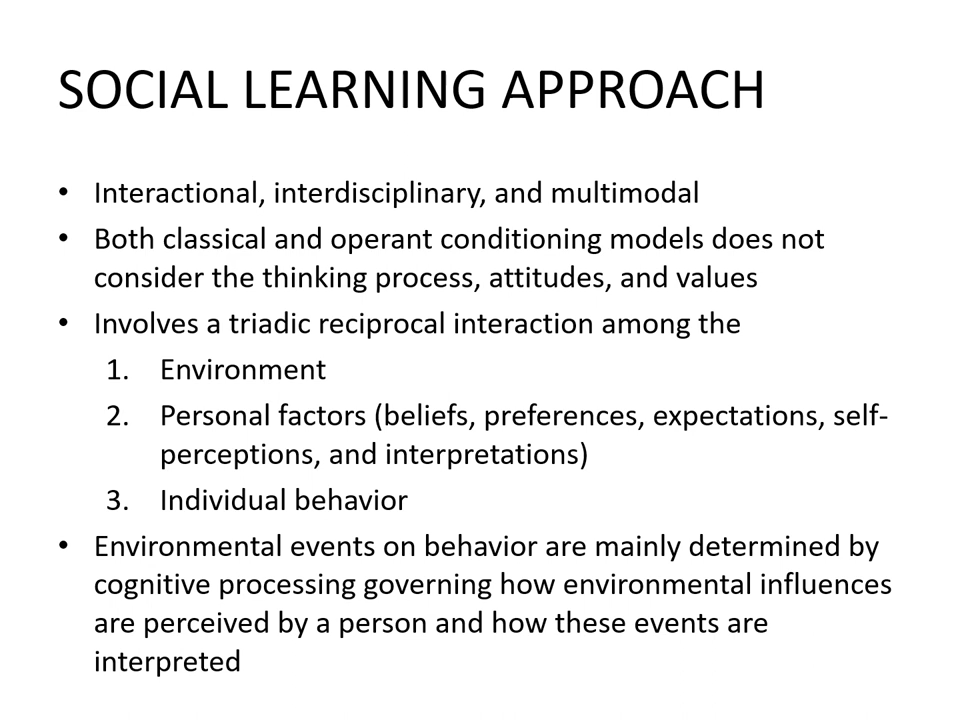 SOCIAL LEARNING APPROACH
• Interactional, interdisciplinary, and multimodal
• Both classical and operant conditioning models does not
consider the thinking process, attitudes, and values
• Involves a triadic reciprocal interaction among the
1. Environment
2. Personal factors (beliefs, preferences, expectations, self-
perceptions, and interpretations)
3. Individual behavior
• Environmental events on behavior are mainly determined by
cognitive processing governing how environmental influences
are perceived by a person and how these events are
interpreted